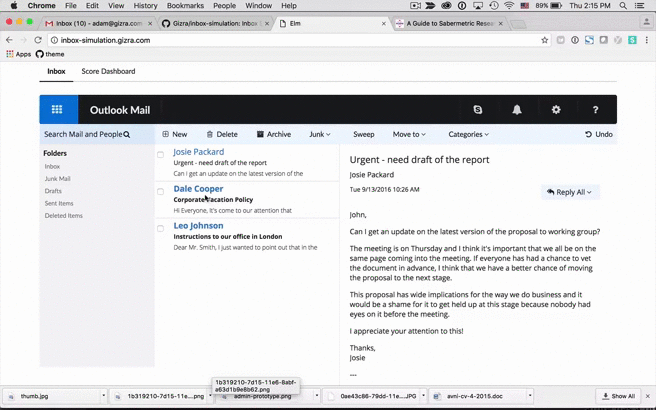 Chrome File Edit View History Bookmarks People Window Help 89% Thu 2:15 PM
Inbox (10) - adam@gizra.c Gizra/inbox-simulation: Inbox Elm A Guide to Sabermetric Resea
inbox-simulation.gizra.com
Apps theme
Inbox Score Dashboard
Outlook Mail ?
Search Mail and People New Delete Archive Junk Sweep Move to Categories Undo
Folders
Inbox
Junk Mail
Drafts
Sent Items
Deleted Items
Josie Packard
Urgent - need draft of the report
Can I get an update on the latest version of the
Dale Cooper
Corporate Vacation Policy
Hi Everyone, It's come to our attention that
Leo Johnson
Instructions to our office in London
Dear Mr. Smith, I just wanted to point out that in the
Urgent - need draft of the report
Josie Packard
Tue 9/13/2016 10:26 AM
Reply All
John,
Can I get an update on the latest version of the proposal to working group?
The meeting is on Thursday and I think it's important that we all be on the
same page coming into the meeting. If everyone has had a chance to vet
the document in advance, I think that we have a better chance of moving
the proposal to the next stage.
This proposal has wide implications for the way we do business and it
would be a shame for it to get held up at this stage because nobody had
eyes on it before the meeting.
I appreciate your attention to this!
Thanks,
Josie
---
1b319210-7d15-11e6-8abf-
a63d1b9e8b62.png
thumb.jpg 1b319210-7d15-11e....png admin-prototype.png 0ae43c86-79dd-11e....JPG avni-cv-4-2015.doc Show All